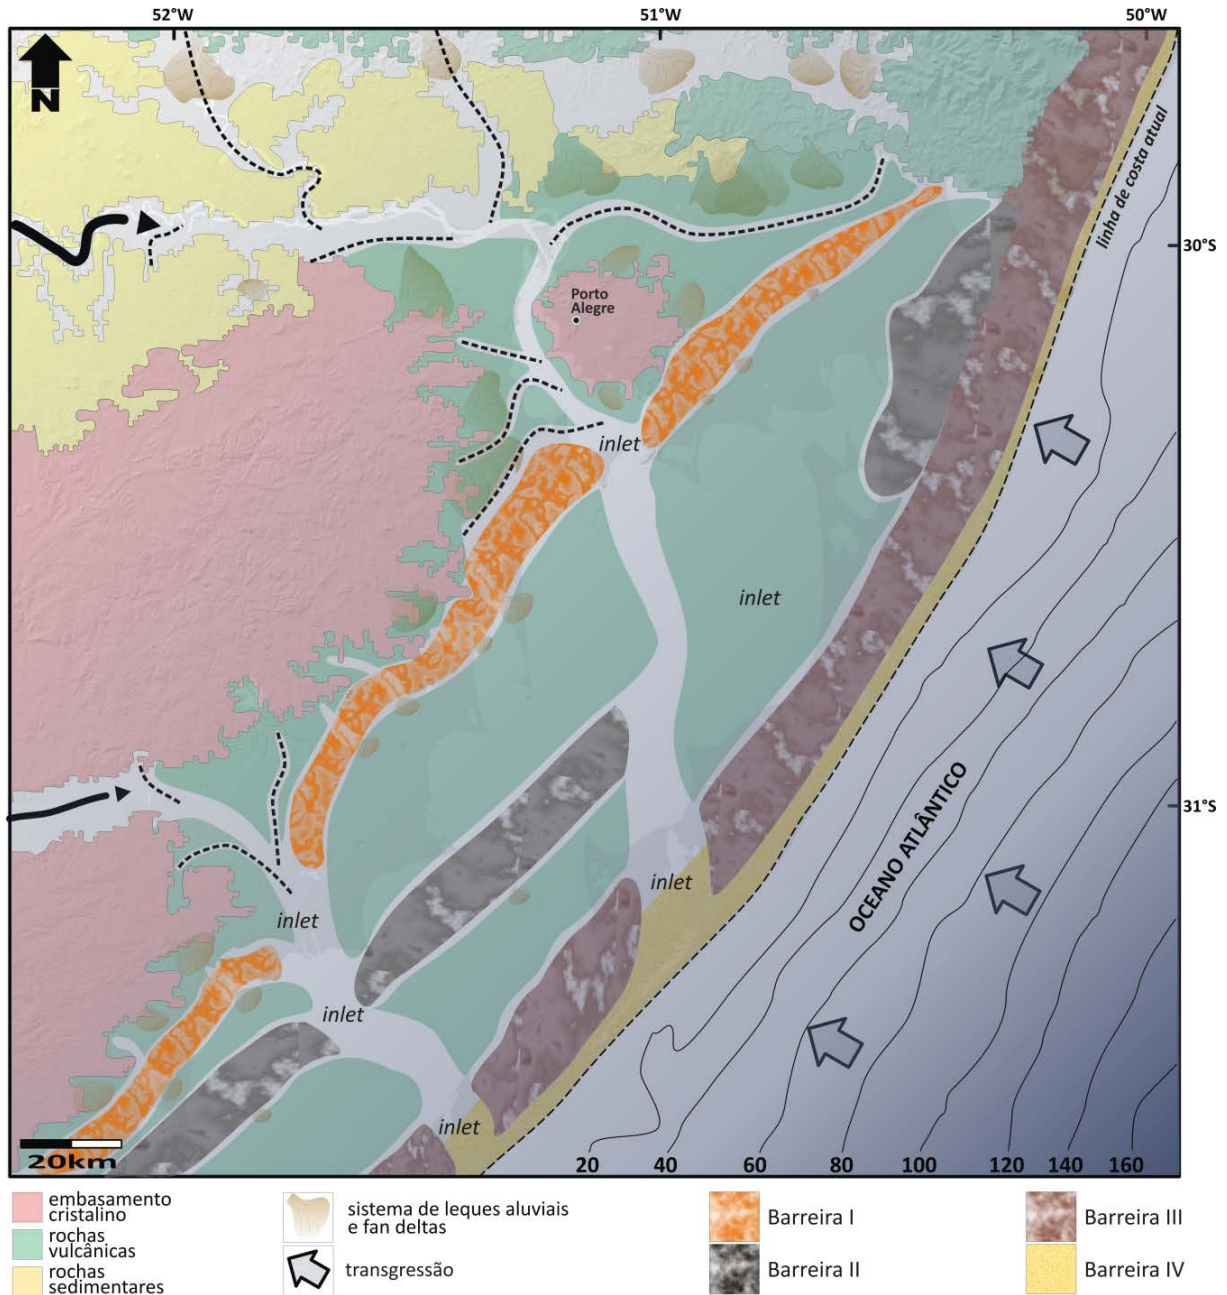 52°W
51°W
50°W
N
linha de costa atual
30°S
Porto
Alegre
inlet
inlet
31°S
OCEANO ATLÂNTICO
inlet
inlet
inlet
inlet
20km
20
40
60
80
100
120
140
160
embasamento
cristalino
rochas
vulcânicas
rochas
sedimentares
sistema de leques aluviais
e fan deltas
transgressão
Barreira I
Barreira II
Barreira III
Barreira IV